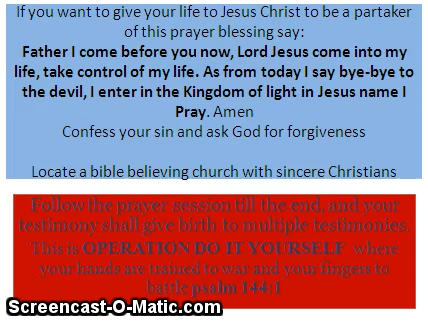 If you want to give your life to Jesus Christ to be a partaker
of this prayer blessing say:
Father I come before you now, Lord Jesus come into my
life, take control of my life. As from today I say bye-bye to
the devil, I enter in the Kingdom of light in Jesus name I
Pray. Amen
Confess your sin and ask God for forgiveness
Locate a bible believing church with sincere Christians
Follow the prayer session till the end, and your
testimony shall give birth to multiple testimonies.
This is OPERATION DO IT YOURSELF where
your hands are trained to war and your fingers to
battle psalm 144:1
Screencast-O-Matic.com